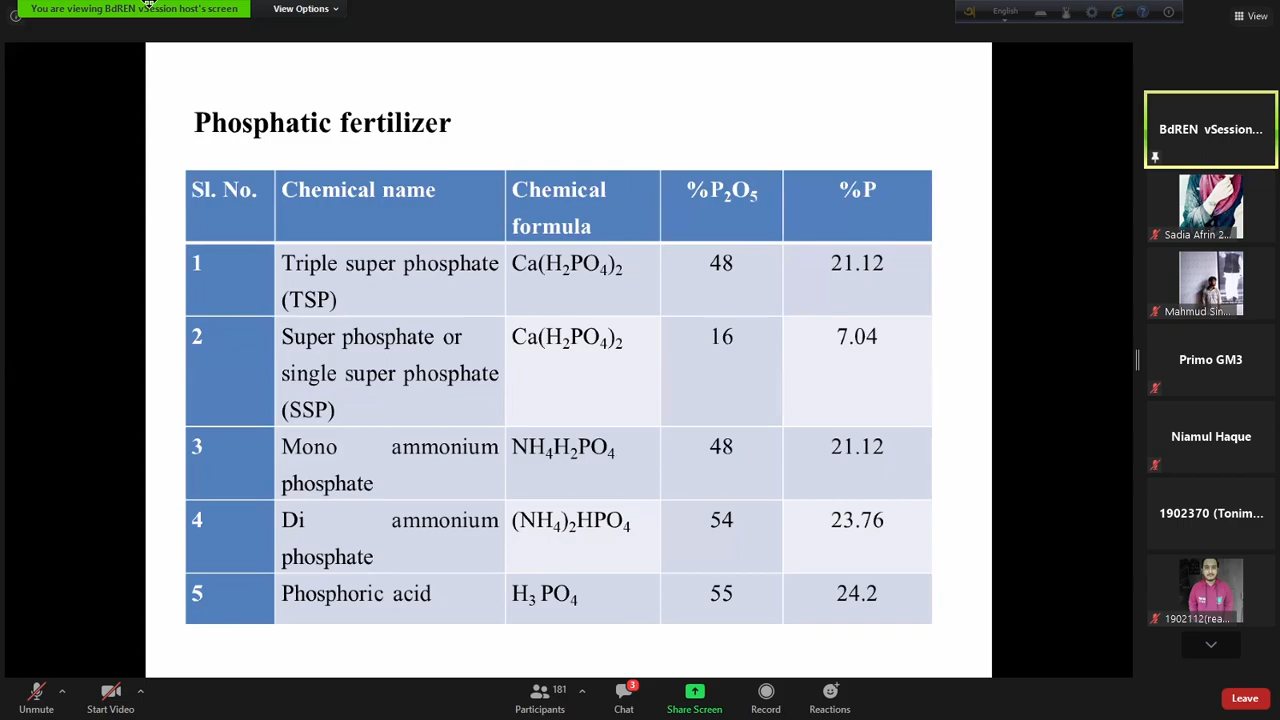 You are viewing BdREN vSession host's screen
View Options
English
View
Phosphatic fertilizer
Sl. No. Chemical name Chemical formula %P₂O₅ %P
1 Triple super phosphate (TSP) Ca(H₂PO₄)₂ 48 21.12
2 Super phosphate or single super phosphate (SSP) Ca(H₂PO₄)₂ 16 7.04
3 Mono ammonium phosphate NH₄H₂PO₄ 48 21.12
4 Di ammonium phosphate (NH₄)₂HPO₄ 54 23.76
5 Phosphoric acid H₃ PO₄ 55 24.2
BdREN vSession...
Sadia Afrin 2...
Mahmud Sin...
Primo GM3
Niamul Haque
1902370 (Tonim...
1902112(rea...
Unmute
Start Video
181
Participants
3
Chat
Share Screen
Record
Reactions
Leave